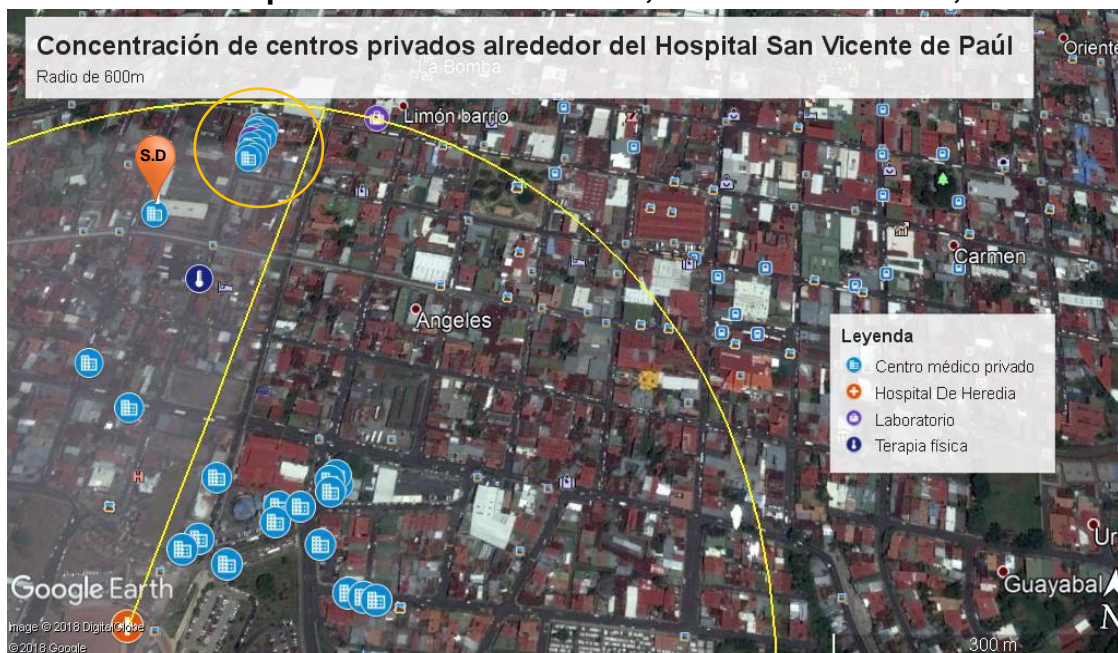 Concentración de centros privados alrededor del Hospital San Vicente de Paúl
Radio de 600m
La Bomba
Oriente
Limón barrio
S.D
Carmen
Angeles
Leyenda
Centro médico privado
Hospital De Heredia
Laboratorio
Terapia física
H
Ur
Guayabal
Google Earth
N
Image © 2018 DigitalGlobe
© 2018 Google
300 m